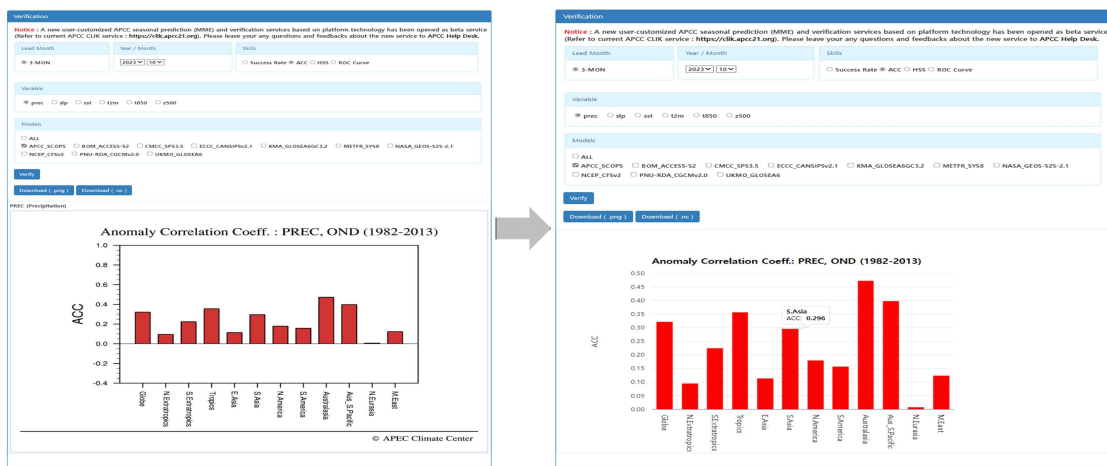 Verification
Notice : A new user-customized APCC seasonal prediction (MME) and verification services based on platform technology has been opened as beta service
(Refer to current APCC CLIK service : https://clik.apcc21.org). Please leave your any questions and feedbacks about the new service to APCC Help Desk.
Lead Month Year / Month Skills
3-MON 2023 10 Success Rate ACC HSS ROC Curve
Variable
prec slp sst t2m t850 z500
Models
ALL
APCC_SCOPS BOM_ACCESS-S2 CMCC_SPS3.5 ECCC_CANSIPSv2.1 KMA_GLOSEA6GC3.2 METFR_SYS8 NASA_GEOS-S2S-2.1
NCEP_CFSv2 PNU-RDA_CGCMv2.0 UKMO_GLOSEA6
Verify
Download ( .png ) Download ( .nc )
PREC (Precipitation)
Anomaly Correlation Coeff. : PREC, OND (1982-2013)
ACC
1.0
0.8
0.6
0.4
0.2
0.0
-0.2
-0.4
Globe
N.Extratropics
S.Extratropics
Tropics
E.Asia
S.Asia
N.America
S.America
Australasia
Aus_S.Pacific
N.Eurasia
M.East
© APEC Climate Center
Verification
Notice : A new user-customized APCC seasonal prediction (MME) and verification services based on platform technology has been opened as beta service
(Refer to current APCC CLIK service : https://clik.apcc21.org). Please leave your any questions and feedbacks about the new service to APCC Help Desk.
Lead Month Year / Month Skills
3-MON 2023 10 Success Rate ACC HSS ROC Curve
Variable
prec slp sst t2m t850 z500
Models
ALL
APCC_SCOPS BOM_ACCESS-S2 CMCC_SPS3.5 ECCC_CANSIPSv2.1 KMA_GLOSEA6GC3.2 METFR_SYS8 NASA_GEOS-S2S-2.1
NCEP_CFSv2 PNU-RDA_CGCMv2.0 UKMO_GLOSEA6
Verify
Download ( .png ) Download ( .nc )
Anomaly Correlation Coeff.: PREC, OND (1982-2013)
ACC
0.50
0.45
0.40
0.35
0.30
0.25
0.20
0.15
0.10
0.05
0.00
S.Asia
ACC: 0.296
Globe
N.Extratropics
S.Extratropics
Tropics
E.Asia
S.Asia
N.America
S.America
Australasia
Aus_S.Pacific
N.Eurasia
M.East